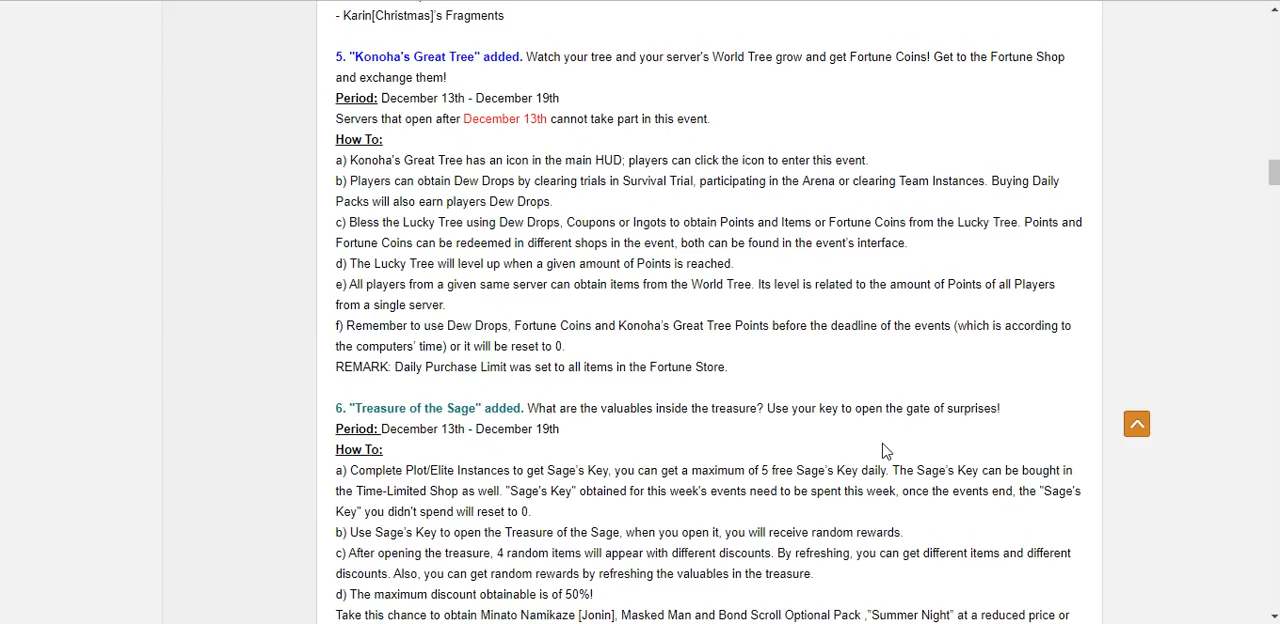 - Karin[Christmas]'s Fragments
5. "Konoha's Great Tree" added. Watch your tree and your server's World Tree grow and get Fortune Coins! Get to the Fortune Shop
and exchange them!
Period: December 13th - December 19th
Servers that open after December 13th cannot take part in this event.
How To:
a) Konoha's Great Tree has an icon in the main HUD; players can click the icon to enter this event.
b) Players can obtain Dew Drops by clearing trials in Survival Trial, participating in the Arena or clearing Team Instances. Buying Daily
Packs will also earn players Dew Drops.
c) Bless the Lucky Tree using Dew Drops, Coupons or Ingots to obtain Points and Items or Fortune Coins from the Lucky Tree. Points and
Fortune Coins can be redeemed in different shops in the event, both can be found in the event's interface.
d) The Lucky Tree will level up when a given amount of Points is reached.
e) All players from a given same server can obtain items from the World Tree. Its level is related to the amount of Points of all Players
from a single server.
f) Remember to use Dew Drops, Fortune Coins and Konoha's Great Tree Points before the deadline of the events (which is according to
the computers' time) or it will be reset to 0.
REMARK: Daily Purchase Limit was set to all items in the Fortune Store.
6. "Treasure of the Sage" added. What are the valuables inside the treasure? Use your key to open the gate of surprises!
Period: December 13th - December 19th
How To:
a) Complete Plot/Elite Instances to get Sage's Key, you can get a maximum of 5 free Sage's Key daily. The Sage's Key can be bought in
the Time-Limited Shop as well. "Sage's Key" obtained for this week's events need to be spent this week, once the events end, the "Sage's
Key" you didn't spend will reset to 0.
b) Use Sage's Key to open the Treasure of the Sage, when you open it, you will receive random rewards.
c) After opening the treasure, 4 random items will appear with different discounts. By refreshing, you can get different items and different
discounts. Also, you can get random rewards by refreshing the valuables in the treasure.
d) The maximum discount obtainable is of 50%!
Take this chance to obtain Minato Namikaze [Jonin], Masked Man and Bond Scroll Optional Pack ,"Summer Night" at a reduced price or